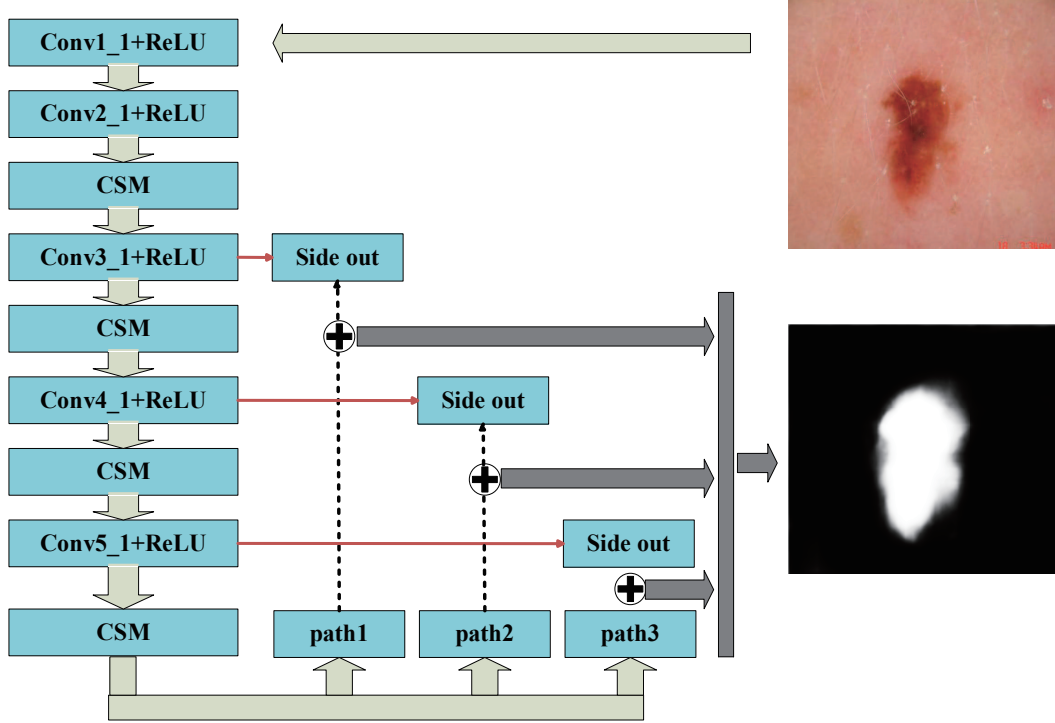 Conv1_1+ReLU
Conv2_1+ReLU
CSM
Conv3_1+ReLU
Side out
CSM
Conv4_1+ReLU
Side out
CSM
Conv5_1+ReLU
Side out
CSM
path1
path2
path3